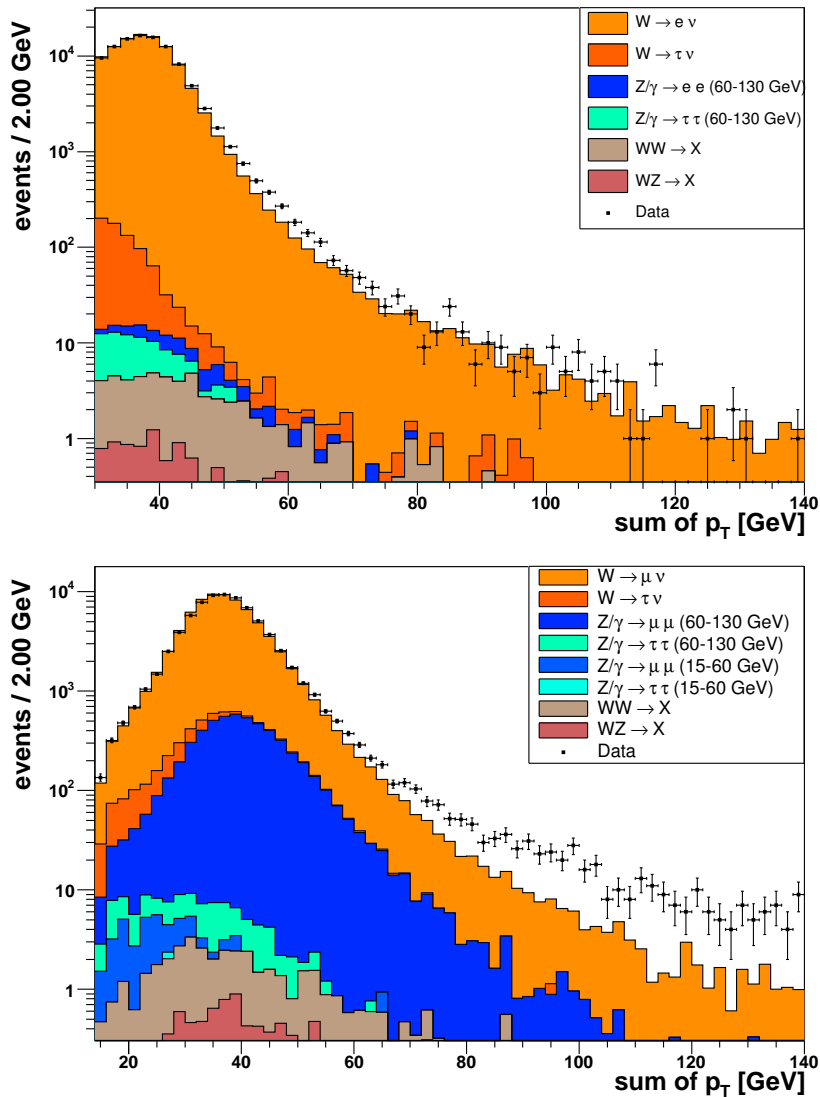 events / 2.00 GeV
10⁴
10³
10²
10
1
40 60 80 100 120 140
sum of p_T [GeV]
W → e ν
W → τ ν
Z/γ → e e (60-130 GeV)
Z/γ → τ τ (60-130 GeV)
WW → X
WZ → X
Data
events / 2.00 GeV
10⁴
10³
10²
10
1
20 40 60 80 100 120 140
sum of p_T [GeV]
W → μ ν
W → τ ν
Z/γ → μ μ (60-130 GeV)
Z/γ → τ τ (60-130 GeV)
Z/γ → μ μ (15-60 GeV)
Z/γ → τ τ (15-60 GeV)
WW → X
WZ → X
Data